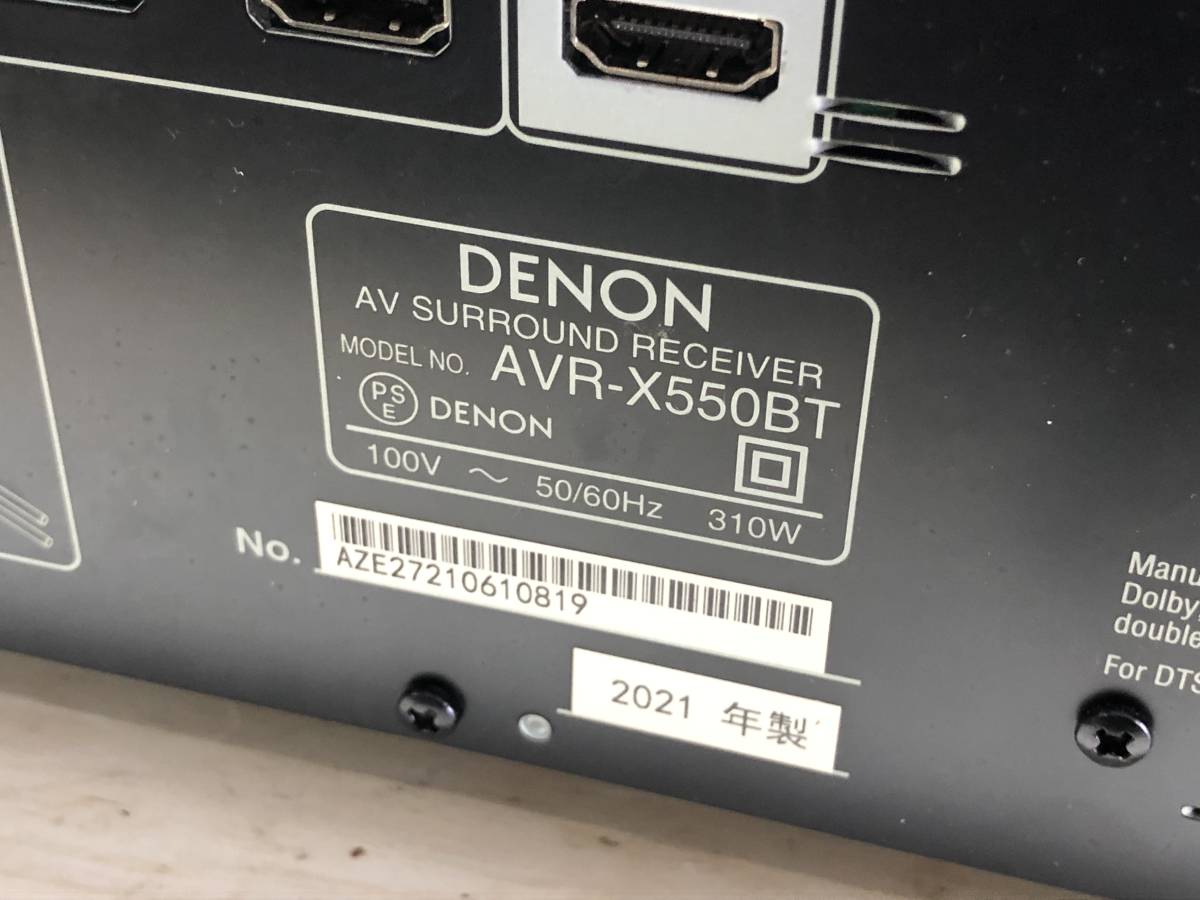 DENON
AV SURROUND RECEIVER
MODEL NO. AVR-X550BT
PS
E
DENON
100V ～ 50/60Hz 310W
No. AZE27210610819
2021 年製
Manu
Dolby,
double
For DTS